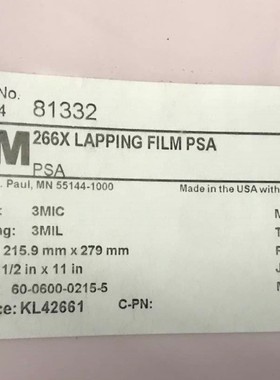 No.
4 81332
M 266X LAPPING FILM PSA
PSA
. Paul, MN 55144-1000 Made in the USA with
: 3MIC M
ng: 3MIL T
215.9 mm x 279 mm F
1/2 in x 11 in J
60-0600-0215-5 M
ce: KL42661 C-PN: